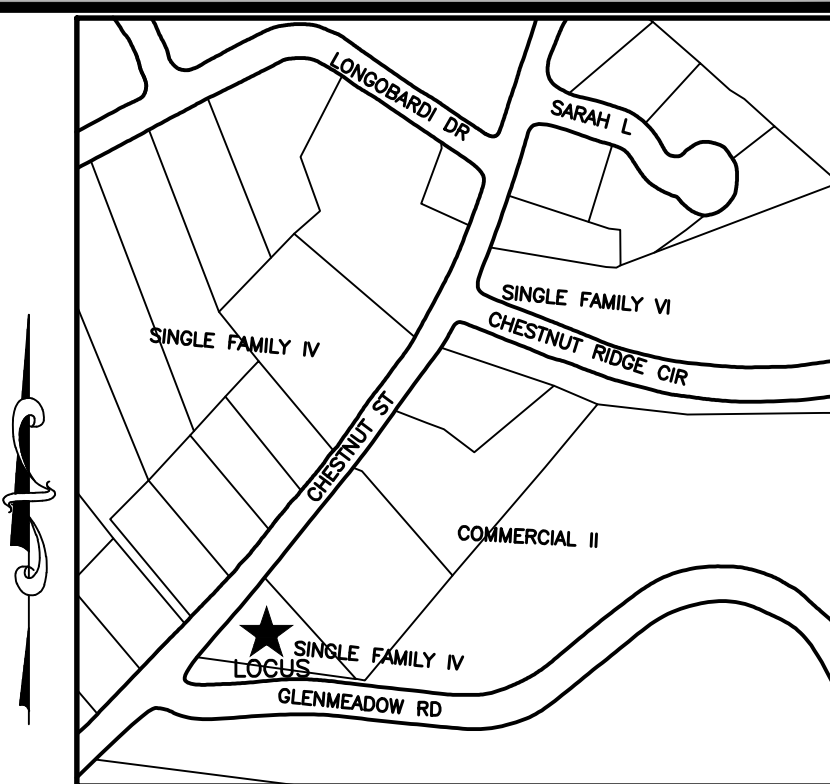 LONGOBARDI DR
SARAH L
SINGLE FAMILY VI
CHESTNUT RIDGE CIR
SINGLE FAMILY IV
CHESTNUT ST
COMMERCIAL II
SINGLE FAMILY IV
LOCUS
GLENMEADOW RD